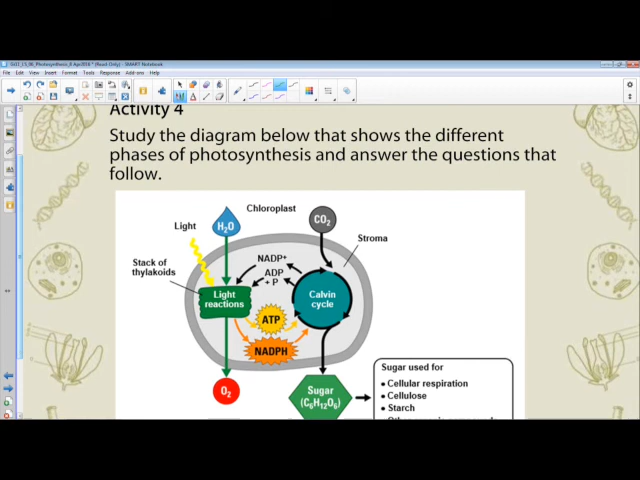 File Edit View Insert Format Tools Response Add-ons Help
Activity 4
Study the diagram below that shows the different
phases of photosynthesis and answer the questions that
follow.
Chloroplast
H₂O
CO₂
Light
Stroma
Stack of
thylakoids
NADP⁺
ADP
+ P
Light
reactions
Calvin
cycle
ATP
NADPH
O₂
Sugar
(C₆H₁₂O₆)
Sugar used for
• Cellular respiration
• Cellulose
• Starch